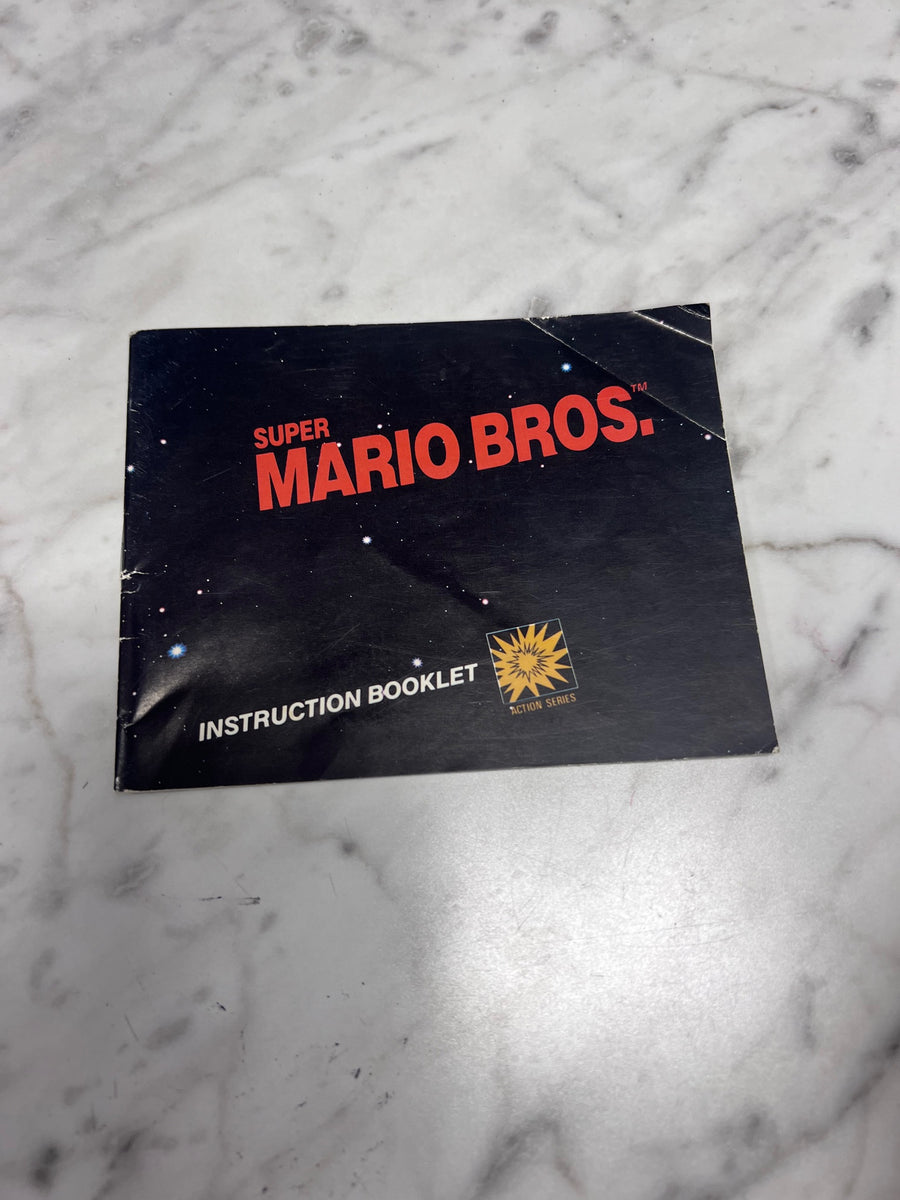 SUPER
MARIO BROS.™
INSTRUCTION BOOKLET
ACTION SERIES